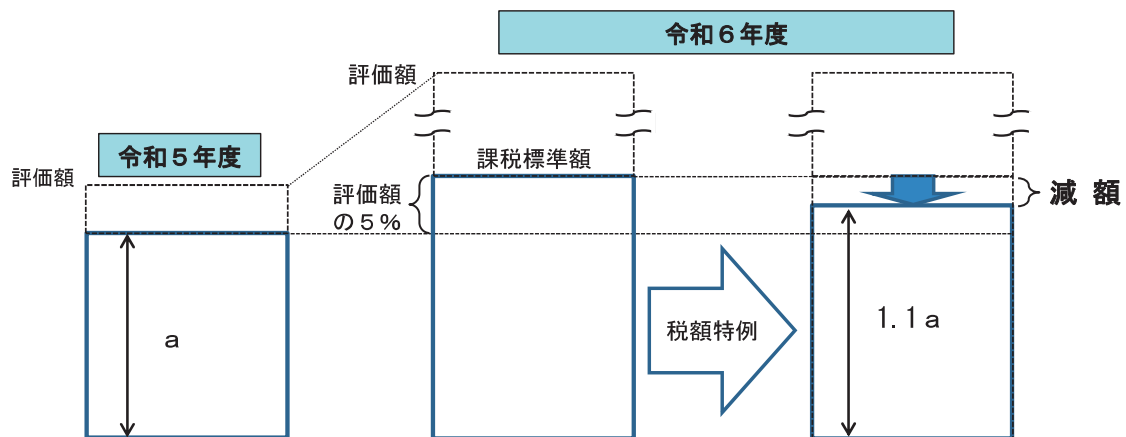 令和６年度
評価額
令和５年度
評価額
課税標準額
評価額
の５％
減 額
a
税額特例
1.1a